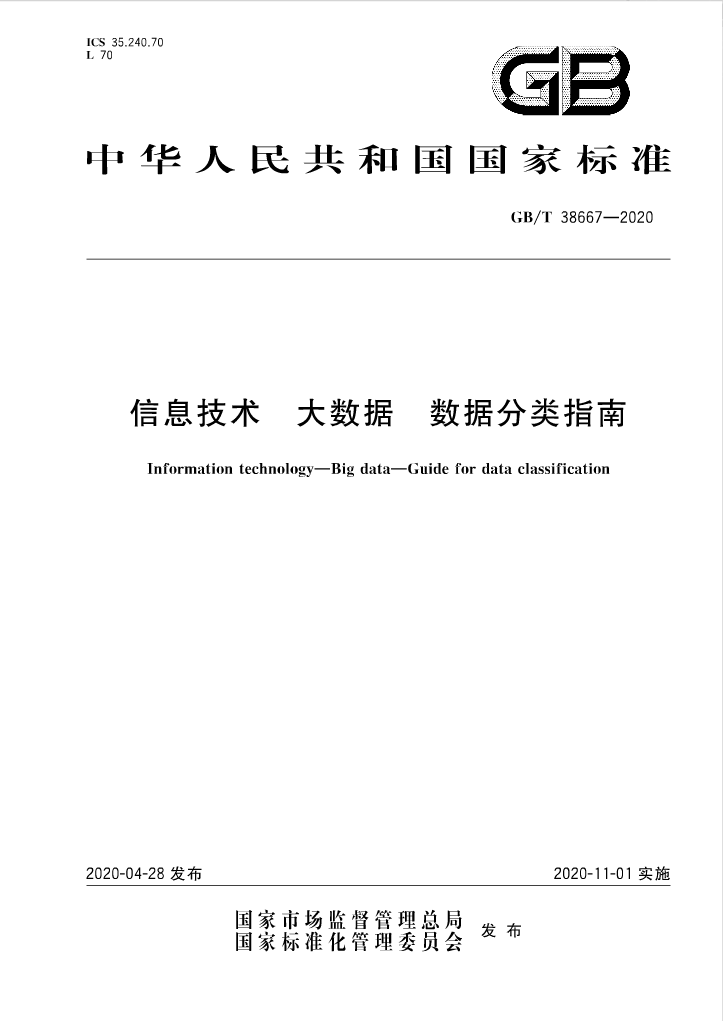 ICS 35.240.70
L 70
GB
中华人民共和国国家标准
GB/T 38667—2020
信息技术 大数据 数据分类指南
Information technology—Big data—Guide for data classification
2020-04-28 发布
2020-11-01 实施
国家市场监督管理总局
国家标准化管理委员会
发布